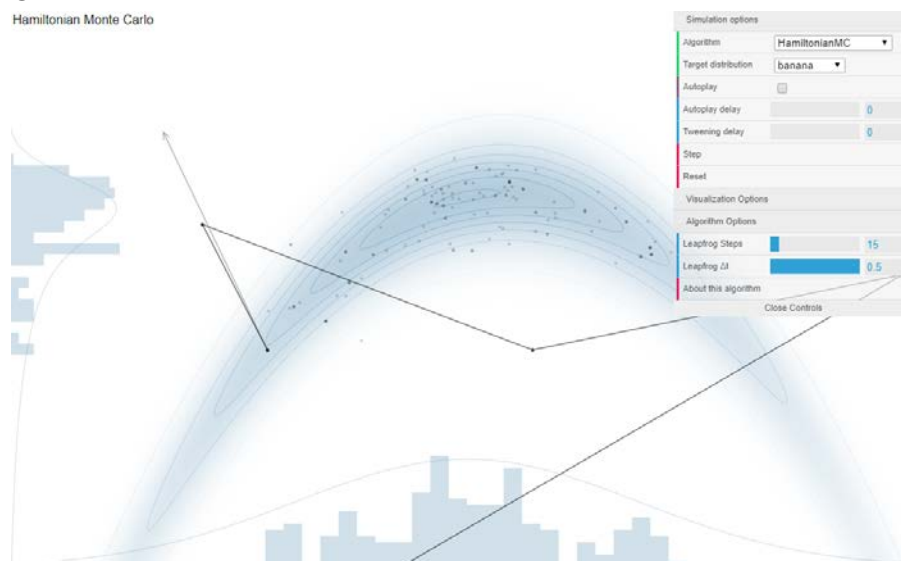 Hamiltonian Monte Carlo
Simulation options
Algorithm HamiltonianMC
Target distribution banana
Autoplay
Autoplay delay 0
Tweening delay 0
Step
Reset
Visualization Options
Algorithm Options
Leapfrog Steps 15
Leapfrog Δt 0.5
About this algorithm
Close Controls